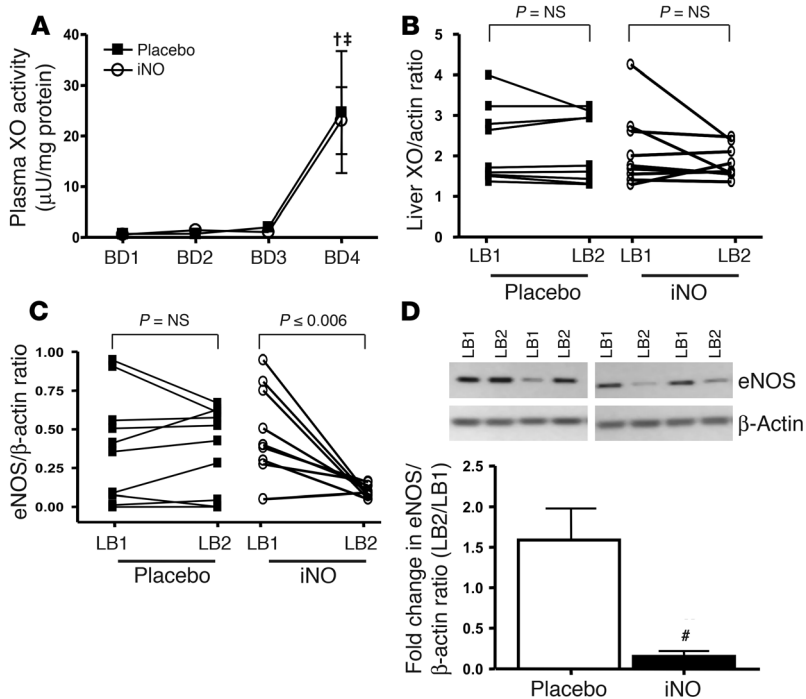 A
Plasma XO activity
(µU/mg protein)
40
30
20
10
0
Placebo
iNO
†‡
BD1 BD2 BD3 BD4
B
Liver XO/actin ratio
5
4
3
2
1
0
P = NS P = NS
LB1 LB2 LB1 LB2
Placebo iNO
C
eNOS/β-actin ratio
1.00
0.75
0.50
0.25
0.00
P = NS P ≤ 0.006
LB1 LB2 LB1 LB2
Placebo iNO
D
LB1 LB2 LB1 LB2 LB1 LB2 LB1 LB2
eNOS
β-Actin
Fold change in eNOS/
β-actin ratio (LB2/LB1)
2.5
2.0
1.5
1.0
0.5
0.0
#
Placebo iNO